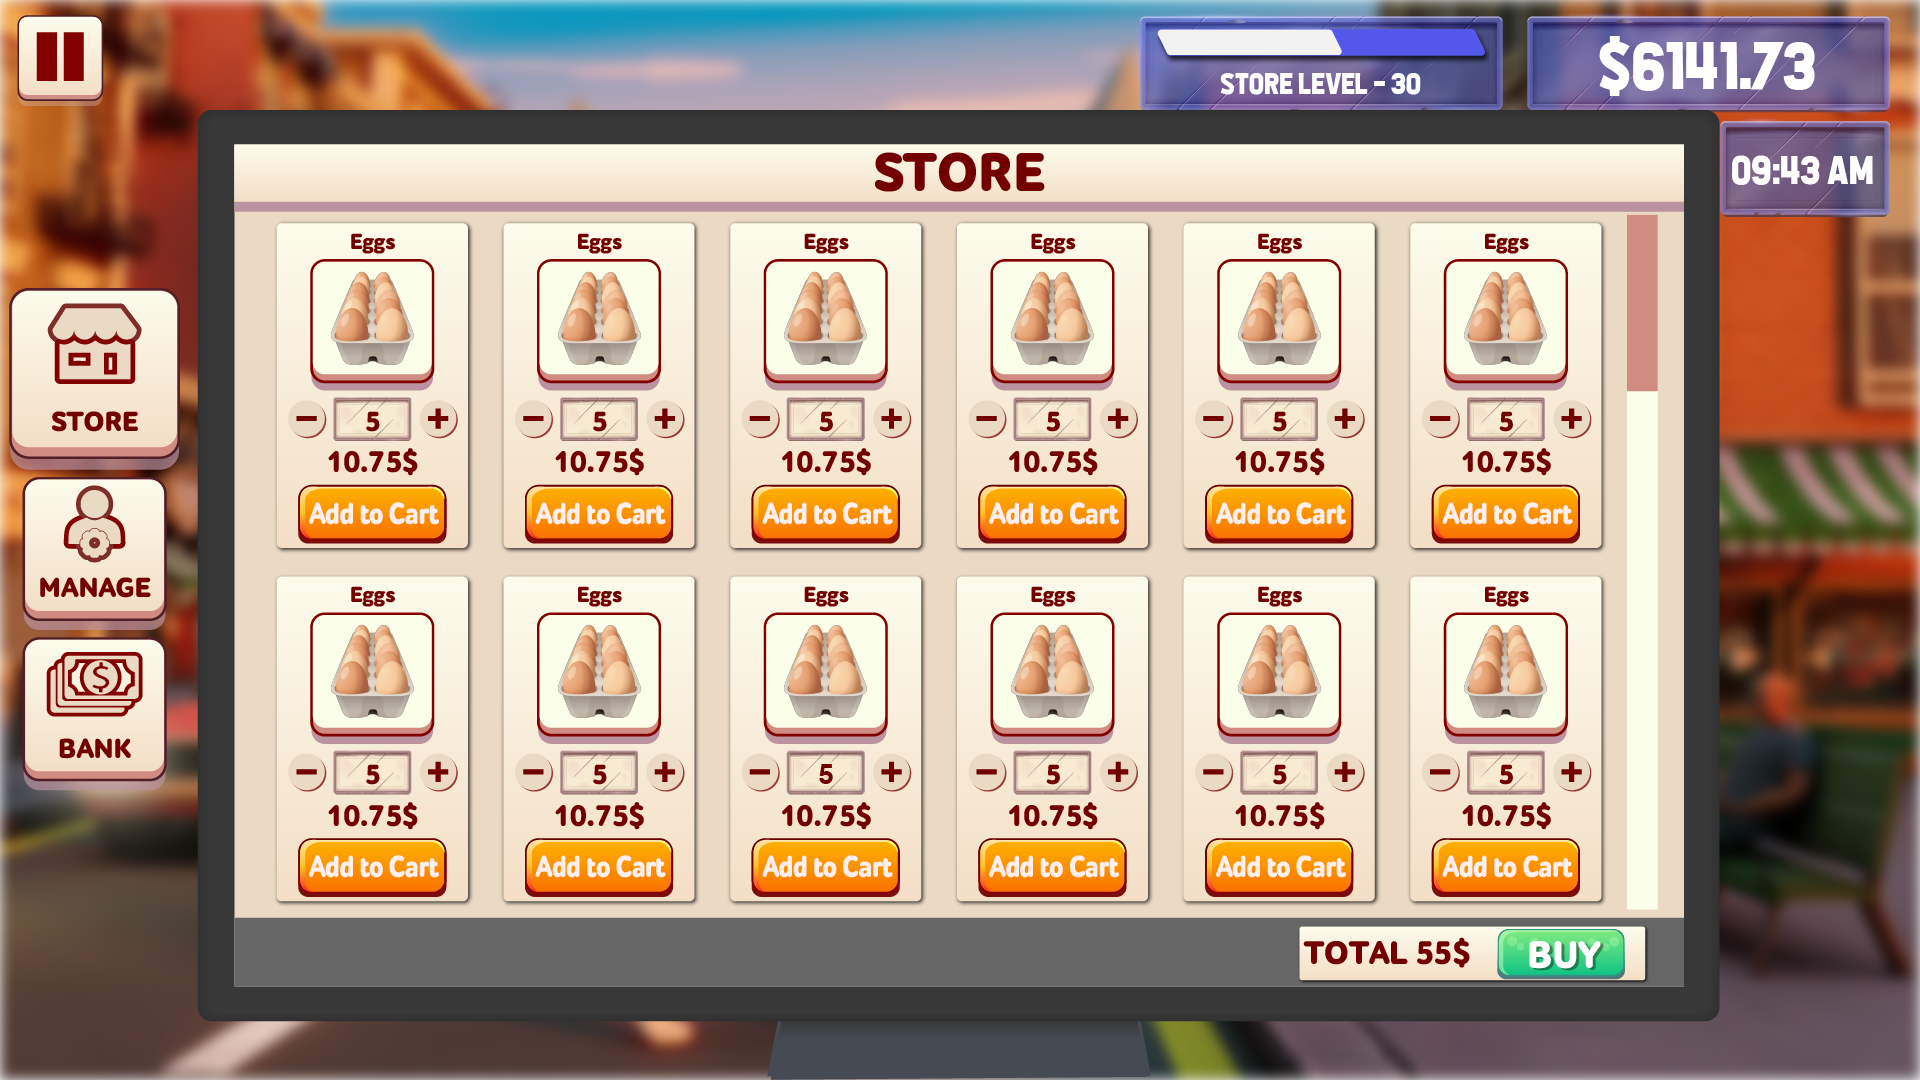 STORE LEVEL - 30
$6141.73
09:43 AM
STORE
STORE
MANAGE
BANK
Eggs Eggs Eggs Eggs Eggs Eggs
− 5 + − 5 + − 5 + − 5 + − 5 + − 5 +
10.75$ 10.75$ 10.75$ 10.75$ 10.75$ 10.75$
Add to Cart Add to Cart Add to Cart Add to Cart Add to Cart Add to Cart
Eggs Eggs Eggs Eggs Eggs Eggs
− 5 + − 5 + − 5 + − 5 + − 5 + − 5 +
10.75$ 10.75$ 10.75$ 10.75$ 10.75$ 10.75$
Add to Cart Add to Cart Add to Cart Add to Cart Add to Cart Add to Cart
TOTAL 55$ BUY